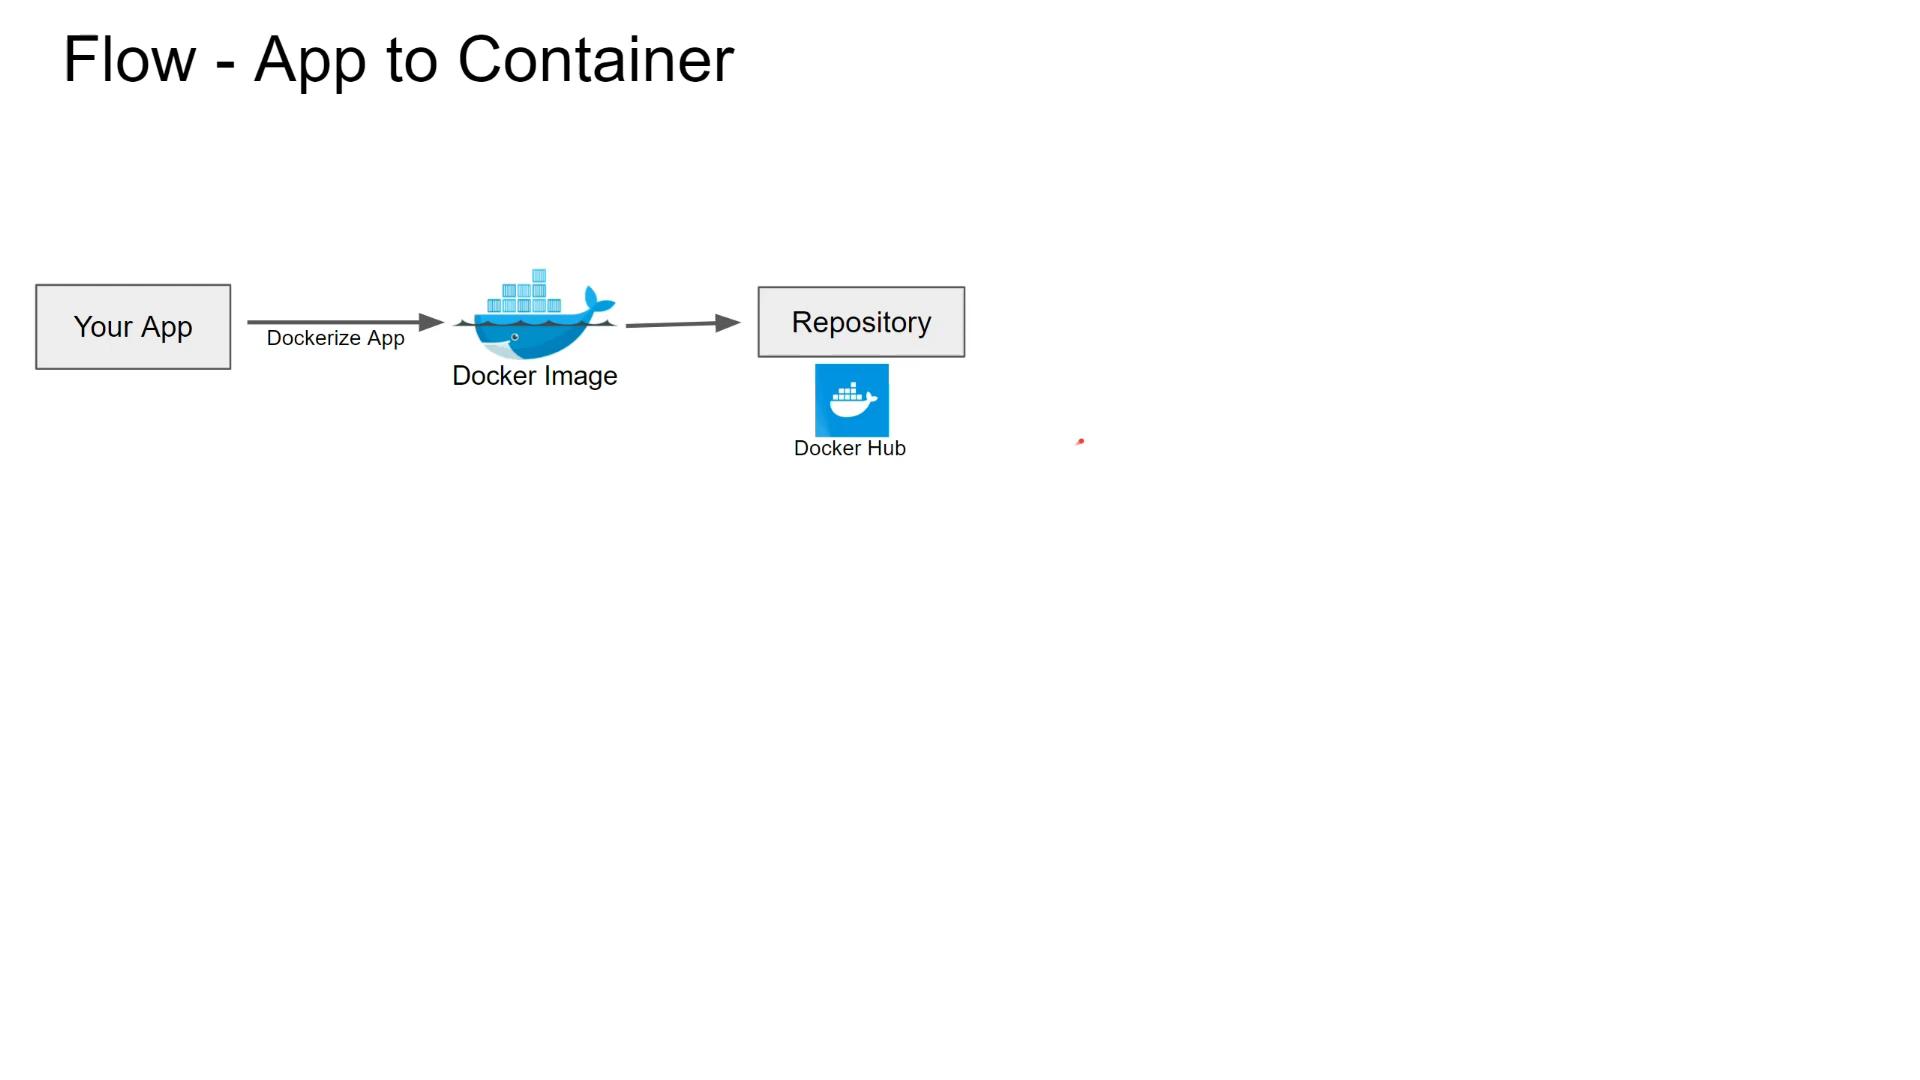 Flow - App to Container
Your App
Dockerize App
Docker Image
Repository
Docker Hub